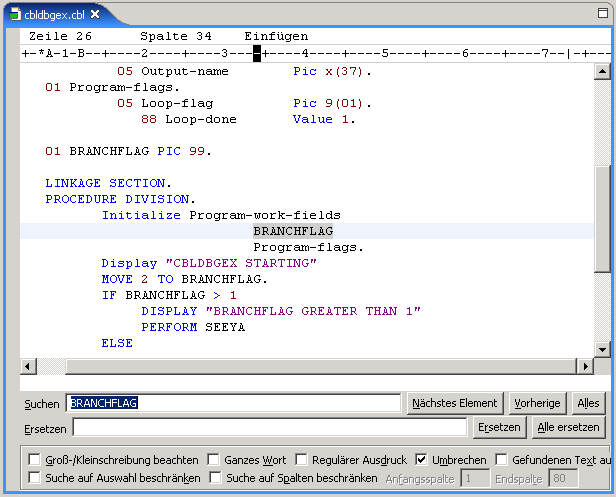 cbldbgex.cbl
Zeile 26 Spalte 34 Einfügen
+-*A-1-B--+----2----+----3----+----4----+----5----+----6----+----7--|-+
05 Output-name Pic x(37).
01 Program-flags.
05 Loop-flag Pic 9(01).
88 Loop-done Value 1.
01 BRANCHFLAG PIC 99.
LINKAGE SECTION.
PROCEDURE DIVISION.
Initialize Program-work-fields
BRANCHFLAG
Program-flags.
Display "CBLDBGEX STARTING"
MOVE 2 TO BRANCHFLAG.
IF BRANCHFLAG > 1
DISPLAY "BRANCHFLAG GREATER THAN 1"
PERFORM SEEYA
ELSE
Suchen BRANCHFLAG Nächstes Element Vorherige Alles
Ersetzen Ersetzen Alle ersetzen
Groß-/Kleinschreibung beachten Ganzes Wort Regulärer Ausdruck Umbrechen Gefundenen Text au
Suche auf Auswahl beschränken Suche auf Spalten beschränken Anfangsspalte 1 Endspalte 80